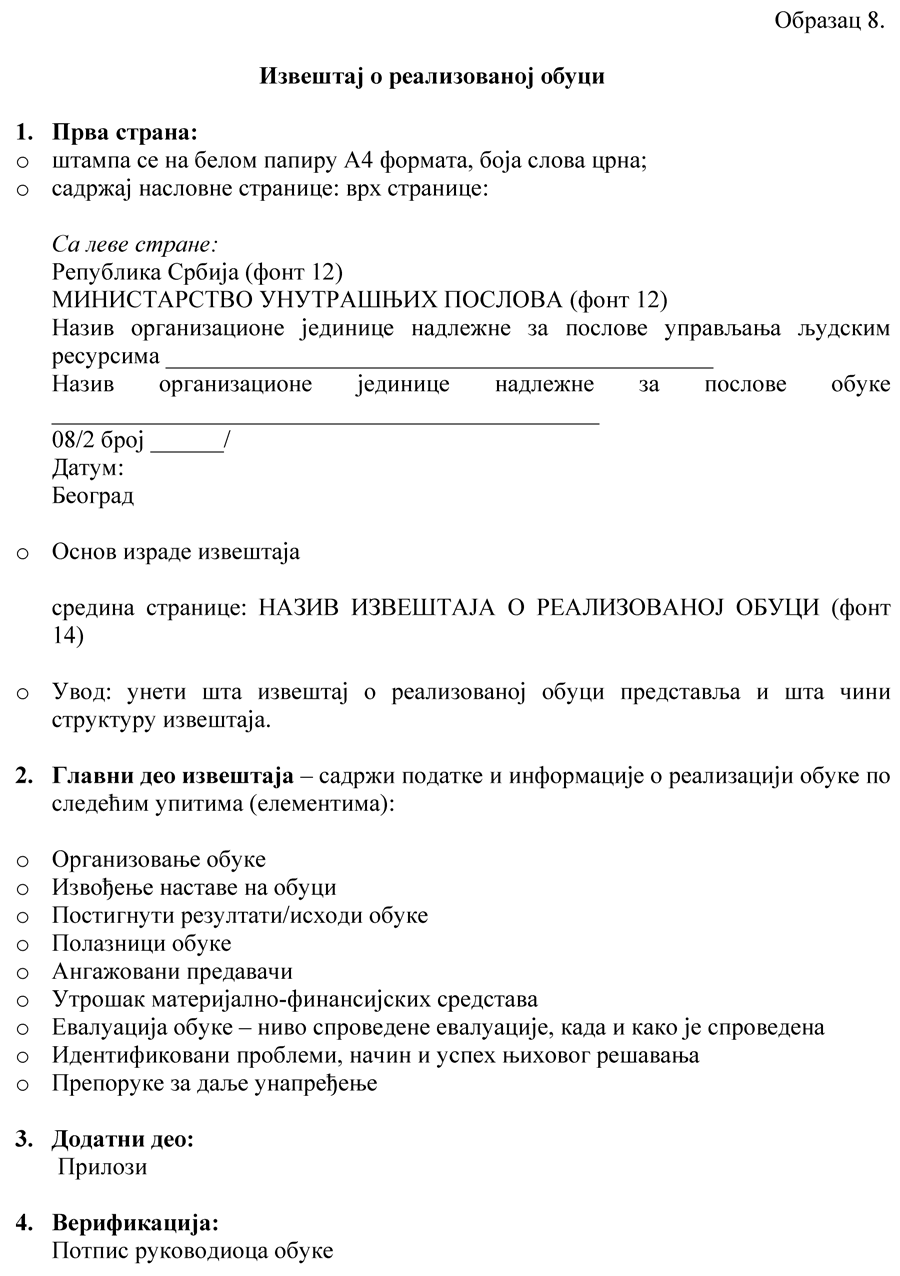 Образац 8.
Извештај о реализованој обуци
1. Прва страна:
o штампа се на белом папиру А4 формата, боја слова црна;
o садржај насловне странице: врх странице:
Са леве стране:
Република Србија (фонт 12)
МИНИСТАРСТВО УНУТРАШЊИХ ПОСЛОВА (фонт 12)
Назив организационе јединице надлежне за послове управљања људским
ресурсима ____________________________________________
Назив организационе јединице надлежне за послове обуке
____________________________________________
08/2 број ______/
Датум:
Београд
o Основ израде извештаја
средина странице: НАЗИВ ИЗВЕШТАЈА О РЕАЛИЗОВАНОЈ ОБУЦИ (фонт
14)
o Увод: унети шта извештај о реализованој обуци представља и шта чини
структуру извештаја.
2. Главни део извештаја – садржи податке и информације о реализацији обуке по
следећим упитима (елементима):
o Организовање обуке
o Извођење наставе на обуци
o Постигнути резултати/исходи обуке
o Полазници обуке
o Ангажовани предавачи
o Утрошак материјално-финансијских средстава
o Евалуација обуке – ниво спроведене евалуације, када и како је спроведена
o Идентификовани проблеми, начин и успех њиховог решавања
o Препоруке за даље унапређење
3. Додатни део:
Прилози
4. Верификација:
Потпис руководиоца обуке